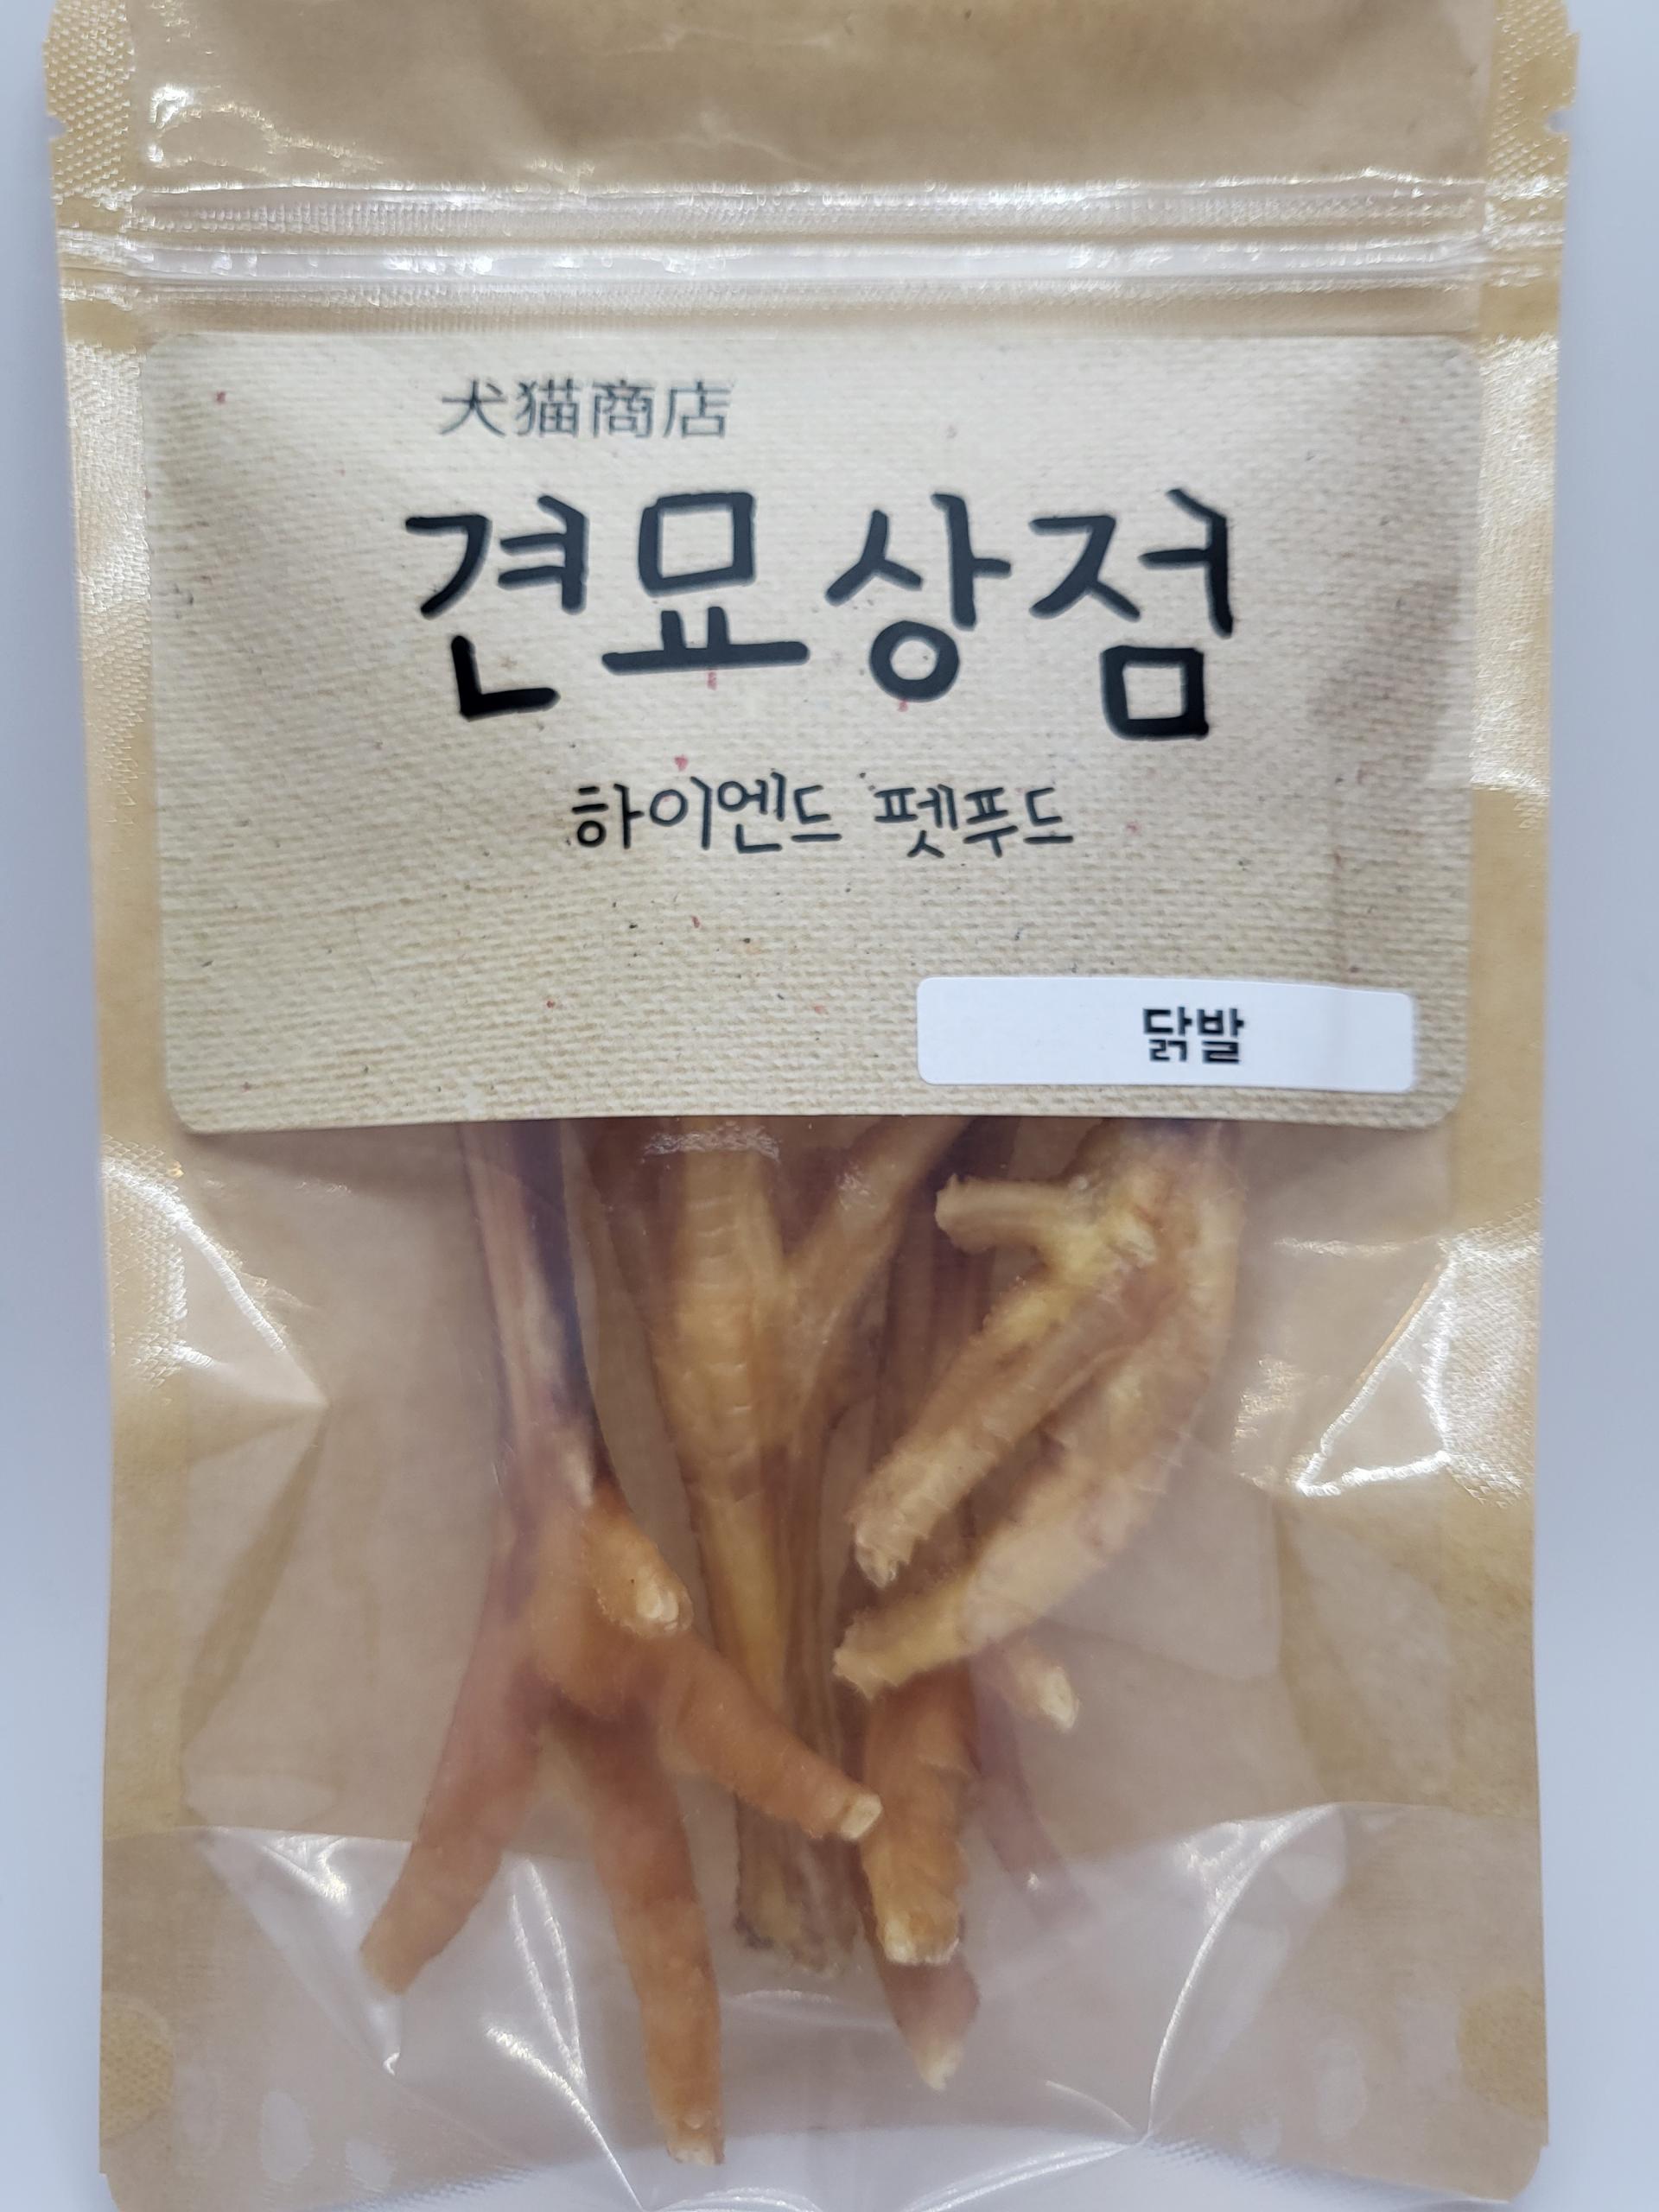 犬猫商店
견묘상점
하이엔드 펫푸드
닭발